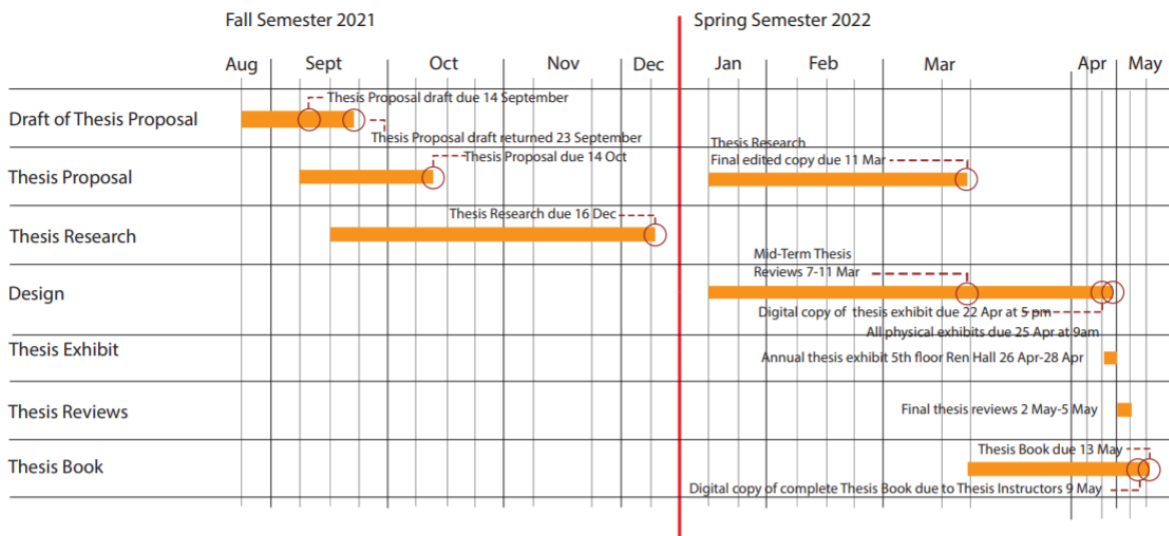 Fall Semester 2021 Spring Semester 2022
Aug Sept Oct Nov Dec Jan Feb Mar Apr May
Draft of Thesis Proposal
Thesis Proposal draft due 14 September
Thesis Proposal draft returned 23 September
Thesis Proposal
Thesis Proposal due 14 Oct
Thesis Research
Final edited copy due 11 Mar
Thesis Research
Thesis Research due 16 Dec
Design
Mid-Term Thesis
Reviews 7-11 Mar
Digital copy of thesis exhibit due 22 Apr at 5 pm
All physical exhibits due 25 Apr at 9am
Thesis Exhibit
Annual thesis exhibit 5th floor Ren Hall 26 Apr-28 Apr
Thesis Reviews
Final thesis reviews 2 May-5 May
Thesis Book
Thesis Book due 13 May
Digital copy of complete Thesis Book due to Thesis Instructors 9 May